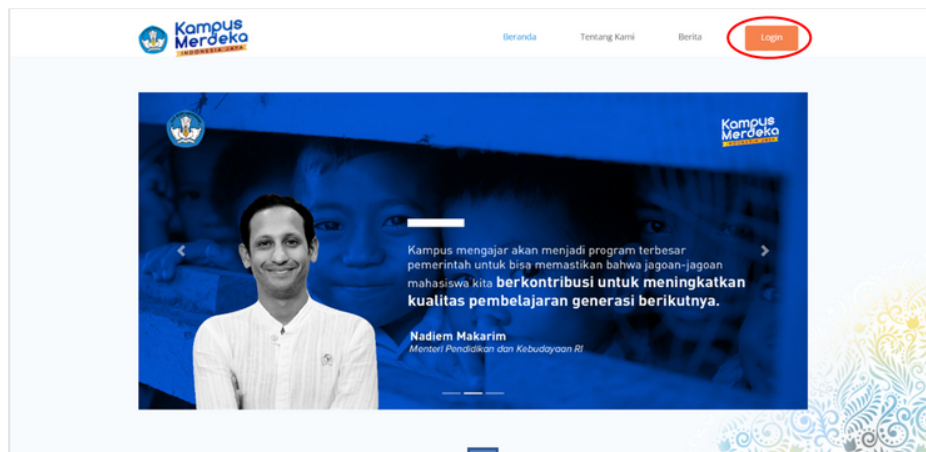 Kampus
Merdeka
INDONESIA JAYA
Beranda Tentang Kami Berita Login
Kampus
Merdeka
INDONESIA JAYA
Kampus mengajar akan menjadi program terbesar
pemerintah untuk bisa memastikan bahwa jagoan-jagoan
mahasiswa kita berkontribusi untuk meningkatkan
kualitas pembelajaran generasi berikutnya.
Nadiem Makarim
Menteri Pendidikan dan Kebudayaan RI